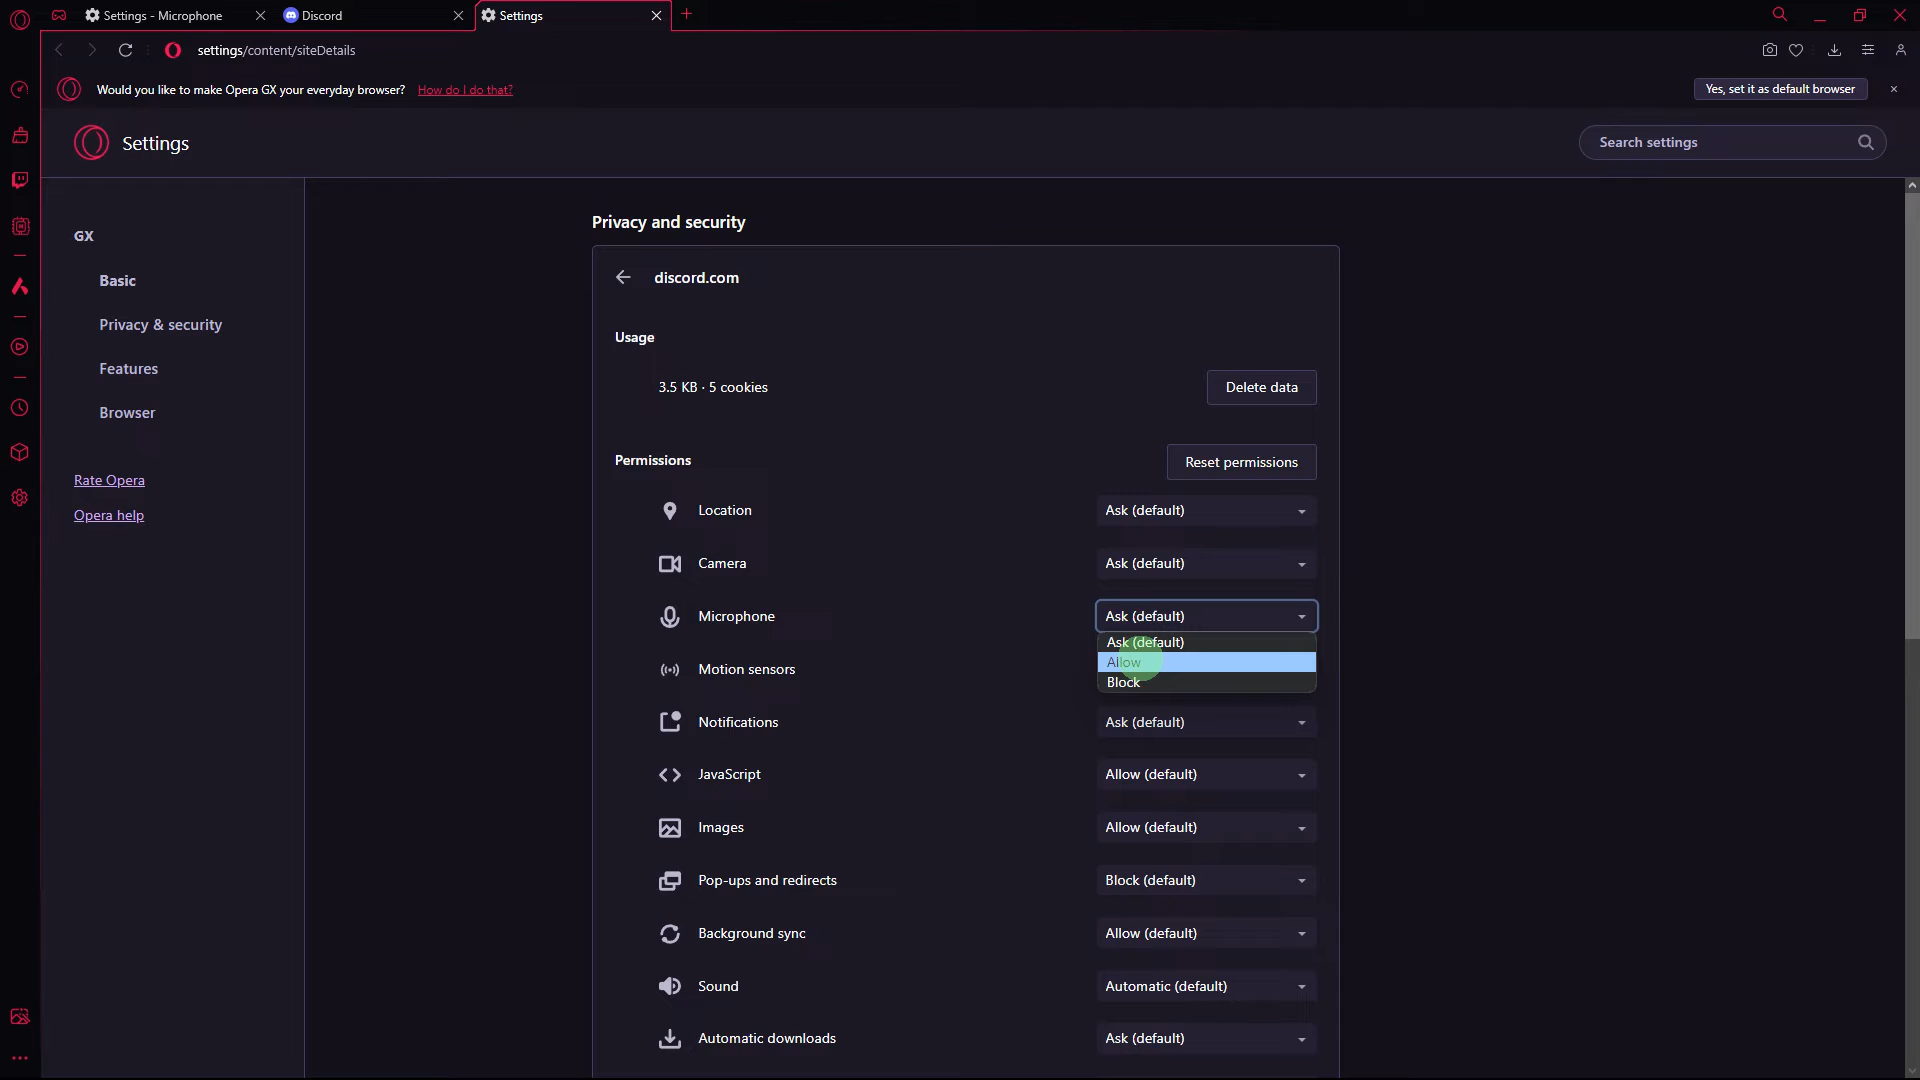 Settings - Microphone
Discord
Settings
settings/content/siteDetails
Would you like to make Opera GX your everyday browser? How do I do that?
Yes, set it as default browser
Settings
Search settings
GX
Basic
Privacy & security
Features
Browser
Rate Opera
Opera help
Privacy and security
discord.com
Usage
3.5 KB · 5 cookies
Delete data
Permissions
Reset permissions
Location
Ask (default)
Camera
Ask (default)
Microphone
Ask (default)
Ask (default)
Allow
Block
Motion sensors
Notifications
Ask (default)
JavaScript
Allow (default)
Images
Allow (default)
Pop-ups and redirects
Block (default)
Background sync
Allow (default)
Sound
Automatic (default)
Automatic downloads
Ask (default)